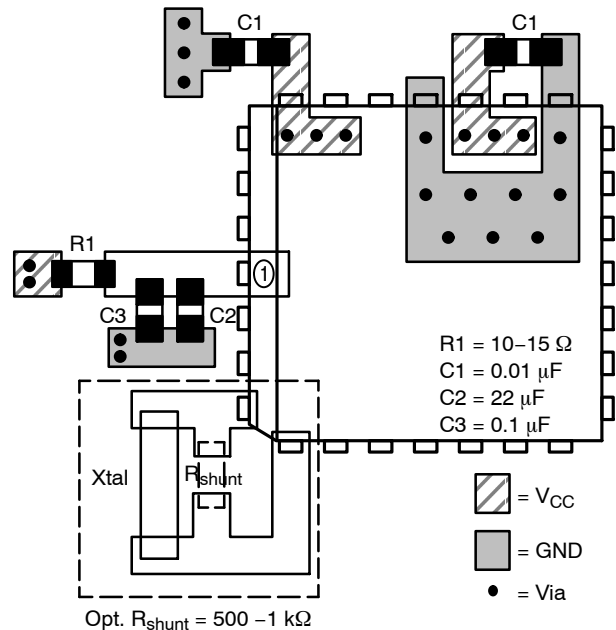 C1
C1
R1
1
C3
C2
R1 = 10–15 Ω
C1 = 0.01 μF
C2 = 22 μF
C3 = 0.1 μF
Xtal
Rshunt
= VCC
= GND
= Via
Opt. Rshunt = 500 –1 kΩ